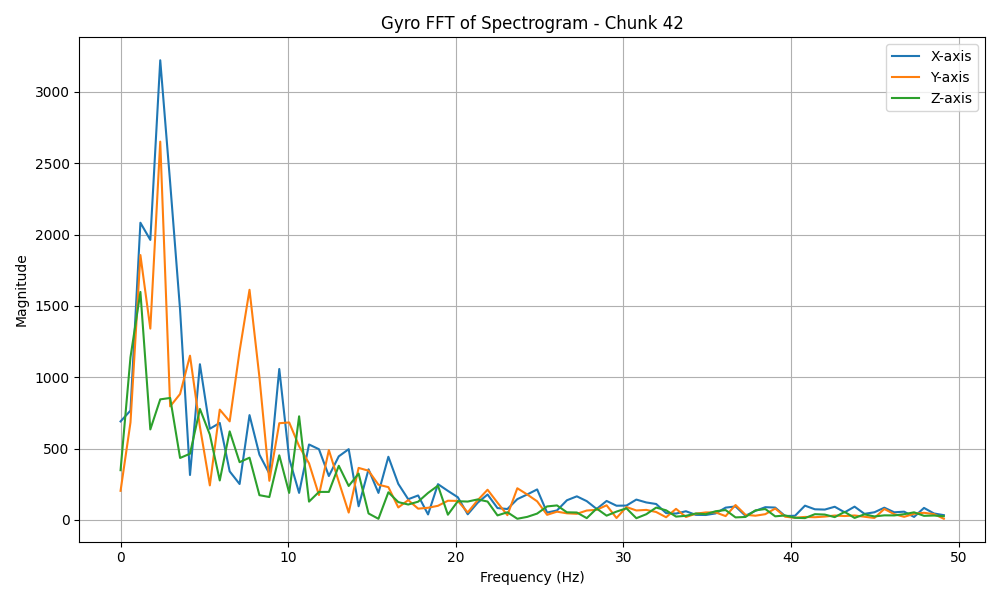 Gyro FFT of Spectrogram - Chunk 42
X-axis
Y-axis
Z-axis
Magnitude
3000
2500
2000
1500
1000
500
0
0 10 20 30 40 50
Frequency (Hz)